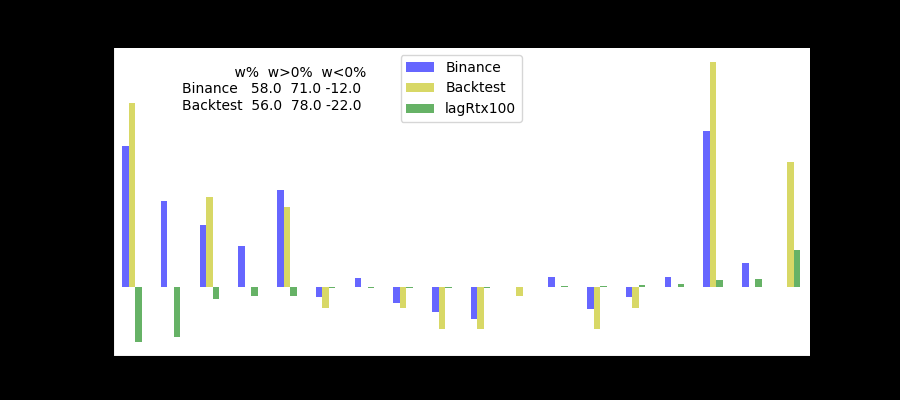 w%  w>0%  w<0%
Binance   58.0  71.0 -12.0
Backtest  56.0  78.0 -22.0
Binance
Backtest
lagRtx100